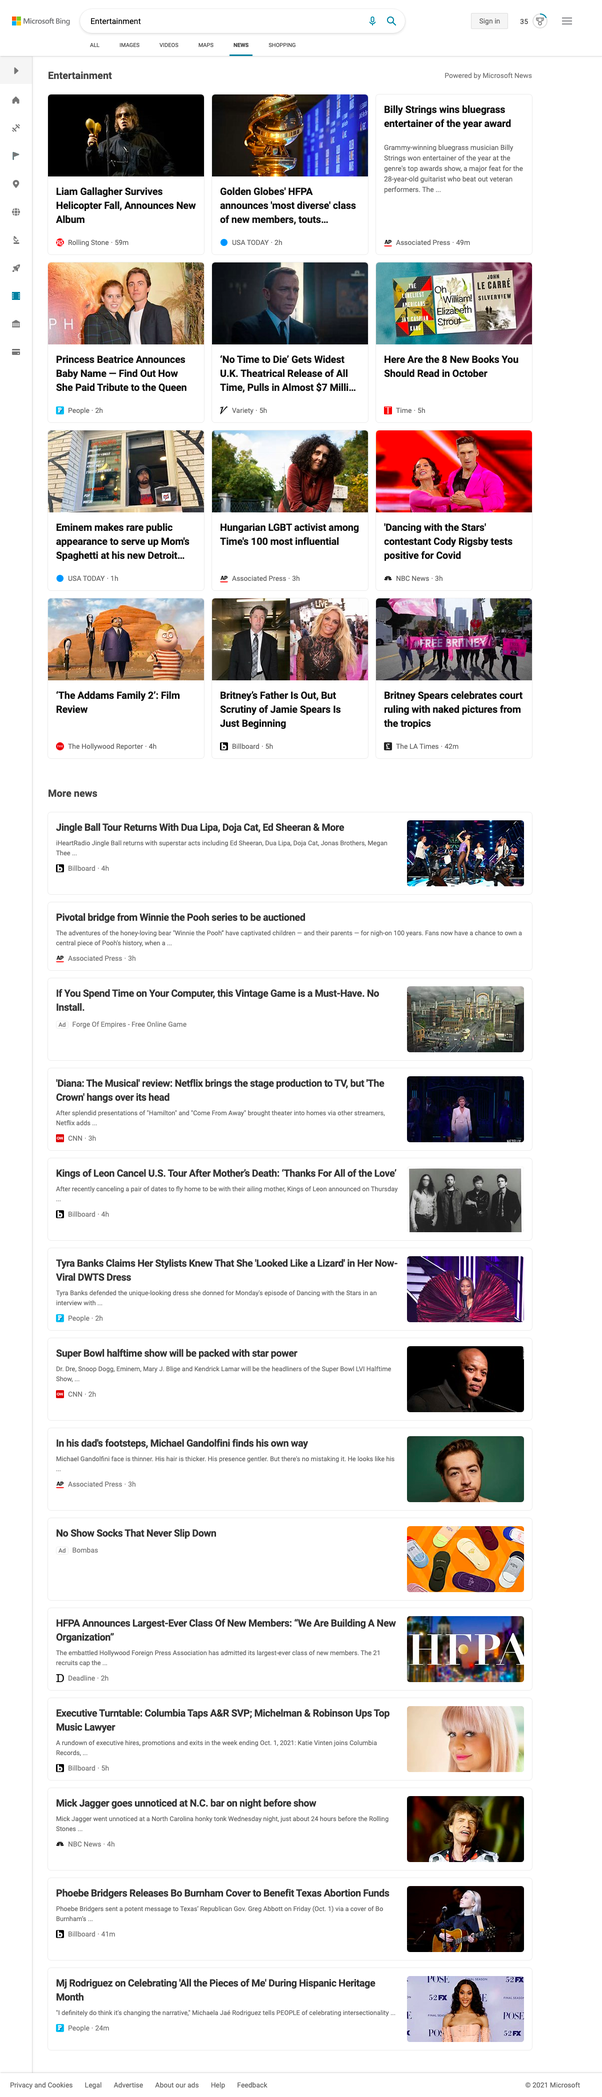 Microsoft Bing
Entertainment
Sign in
35
ALL
IMAGES
VIDEOS
MAPS
NEWS
SHOPPING
Entertainment
Powered by Microsoft News
Liam Gallagher Survives
Helicopter Fall, Announces New
Album
Rolling Stone · 59m
Golden Globes' HFPA
announces 'most diverse' class
of new members, touts…
USA TODAY · 2h
Billy Strings wins bluegrass
entertainer of the year award
Grammy-winning bluegrass musician Billy
Strings won entertainer of the year at the
genre's top awards show, a major feat for the
28-year-old guitarist who beat out veteran
performers. The ...
AP Associated Press · 49m
P H
Princess Beatrice Announces
Baby Name — Find Out How
She Paid Tribute to the Queen
People · 2h
'No Time to Die' Gets Widest
U.K. Theatrical Release of All
Time, Pulls in Almost $7 Milli…
Variety · 5h
Oh
William!
Elizabeth
Strout
JOHN
LE CARRÉ
SILVERVIEW
Here Are the 8 New Books You
Should Read in October
Time · 5h
Eminem makes rare public
appearance to serve up Mom's
Spaghetti at his new Detroit…
USA TODAY · 1h
Hungarian LGBT activist among
Time's 100 most influential
AP Associated Press · 3h
'Dancing with the Stars'
contestant Cody Rigsby tests
positive for Covid
NBC News · 3h
'The Addams Family 2': Film
Review
The Hollywood Reporter · 4h
LIVE
Britney's Father Is Out, But
Scrutiny of Jamie Spears Is
Just Beginning
Billboard · 5h
FREE BRITNEY
Britney Spears celebrates court
ruling with naked pictures from
the tropics
The LA Times · 42m
More news
Jingle Ball Tour Returns With Dua Lipa, Doja Cat, Ed Sheeran & More
iHeartRadio Jingle Ball returns with superstar acts including Ed Sheeran, Dua Lipa, Doja Cat, Jonas Brothers, Megan
Thee ...
Billboard · 4h
Pivotal bridge from Winnie the Pooh series to be auctioned
The adventures of the honey-loving bear "Winnie the Pooh" have captivated children — and their parents — for nigh-on 100 years. Fans now have a chance to own a
central piece of Pooh's history, when a ...
AP Associated Press · 3h
If You Spend Time on Your Computer, this Vintage Game is a Must-Have. No
Install.
Ad Forge Of Empires - Free Online Game
'Diana: The Musical' review: Netflix brings the stage production to TV, but 'The
Crown' hangs over its head
After splendid presentations of "Hamilton" and "Come From Away" brought theater into homes via other streamers,
Netflix adds ...
CNN · 3h
NETFLIX
Kings of Leon Cancel U.S. Tour After Mother's Death: 'Thanks For All of the Love'
After recently canceling a pair of dates to fly home to be with their ailing mother, Kings of Leon announced on Thursday
...
Billboard · 4h
Tyra Banks Claims Her Stylists Knew That She 'Looked Like a Lizard' in Her Now-
Viral DWTS Dress
Tyra Banks defended the unique-looking dress she donned for Monday's episode of Dancing with the Stars in an
interview with ...
People · 2h
Super Bowl halftime show will be packed with star power
Dr. Dre, Snoop Dogg, Eminem, Mary J. Blige and Kendrick Lamar will be the headliners of the Super Bowl LVI Halftime
Show, ...
CNN · 2h
In his dad's footsteps, Michael Gandolfini finds his own way
Michael Gandolfini face is thinner. His hair is thicker. His presence gentler. But there's no mistaking it. He looks like his
...
AP Associated Press · 3h
No Show Socks That Never Slip Down
Ad Bombas
HFPA Announces Largest-Ever Class Of New Members: "We Are Building A New
Organization"
The embattled Hollywood Foreign Press Association has admitted its largest-ever class of new members. The 21
recruits cap the ...
Deadline · 2h
HFPA
Executive Turntable: Columbia Taps A&R SVP; Michelman & Robinson Ups Top
Music Lawyer
A rundown of executive hires, promotions and exits in the week ending Oct. 1, 2021: Katie Vinten joins Columbia
Records, ...
Billboard · 5h
Mick Jagger goes unnoticed at N.C. bar on night before show
Mick Jagger went unnoticed at a North Carolina honky tonk Wednesday night, just about 24 hours before the Rolling
Stones ...
NBC News · 4h
Phoebe Bridgers Releases Bo Burnham Cover to Benefit Texas Abortion Funds
Phoebe Bridgers sent a potent message to Texas' Republican Gov. Greg Abbott on Friday (Oct. 1) via a cover of Bo
Burnham's ...
Billboard · 41m
Mj Rodriguez on Celebrating 'All the Pieces of Me' During Hispanic Heritage
Month
"I definitely do think it's changing the narrative," Michaela Jaé Rodriguez tells PEOPLE of celebrating intersectionality ...
People · 24m
POSE
FINAL SEASON
POSE
52 FX
POSE
52 FX
Privacy and Cookies
Legal
Advertise
About our ads
Help
Feedback
© 2021 Microsoft